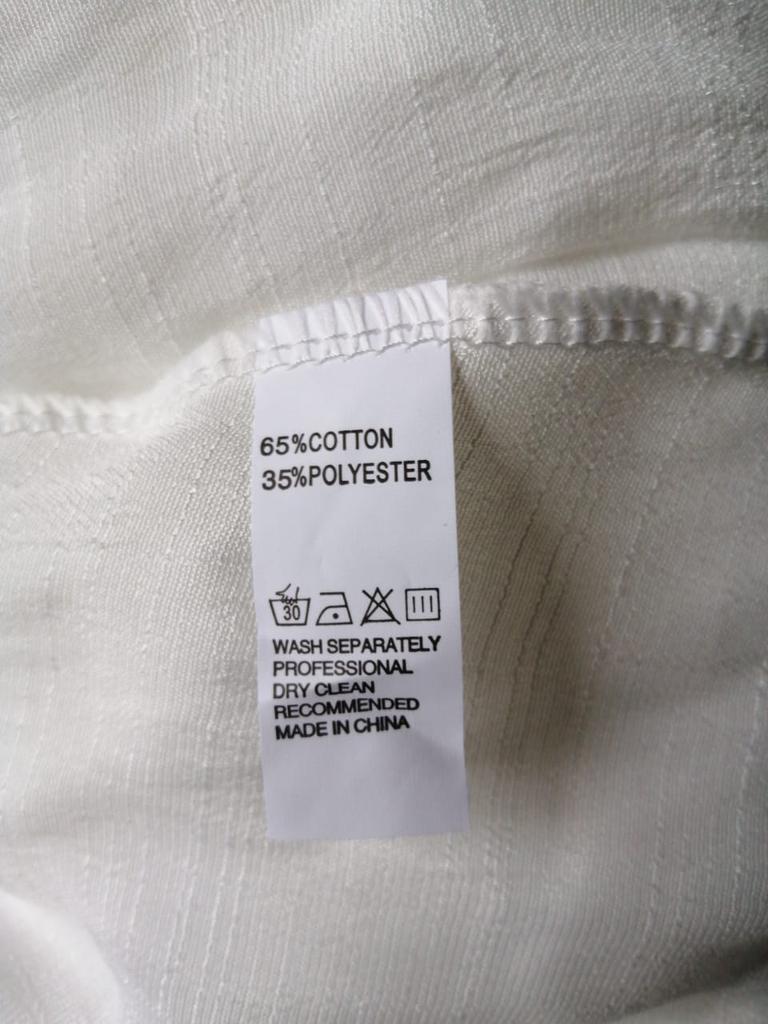 65%COTTON
35%POLYESTER
30
WASH SEPARATELY
PROFESSIONAL
DRY CLEAN
RECOMMENDED
MADE IN CHINA